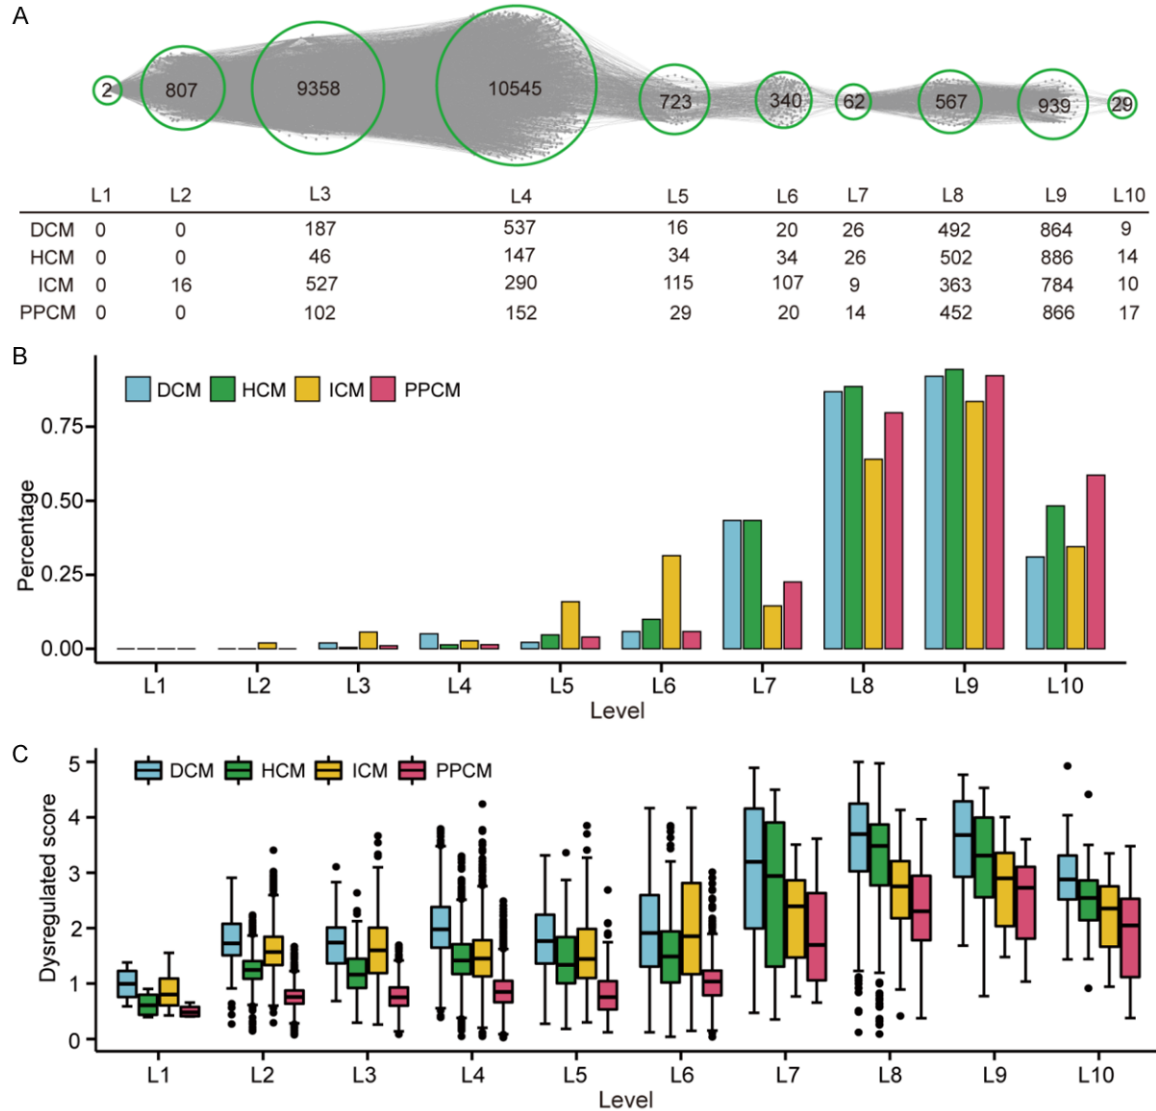 A
2 807 9358 10545 723 340 62 567 939 29
L1 L2 L3 L4 L5 L6 L7 L8 L9 L10
DCM 0 0 187 537 16 20 26 492 864 9
HCM 0 0 46 147 34 34 26 502 886 14
ICM 0 16 527 290 115 107 9 363 784 10
PPCM 0 0 102 152 29 20 14 452 866 17
B
DCM HCM ICM PPCM
Percentage
0.75
0.50
0.25
0.00
L1 L2 L3 L4 L5 L6 L7 L8 L9 L10
Level
C
DCM HCM ICM PPCM
Dysregulated score
5
4
3
2
1
0
L1 L2 L3 L4 L5 L6 L7 L8 L9 L10
Level